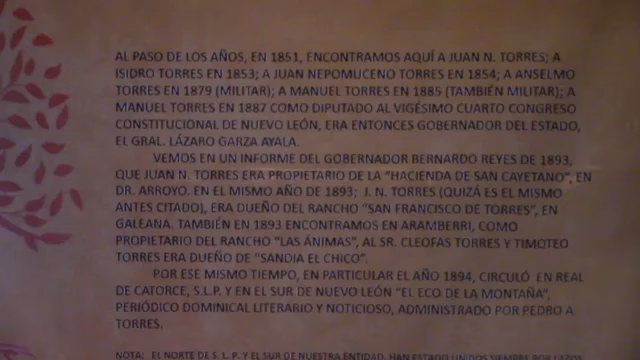 AL PASO DE LOS AÑOS, EN 1851, ENCONTRAMOS AQUÍ A JUAN N. TORRES; A
ISIDRO TORRES EN 1853; A JUAN NEPOMUCENO TORRES EN 1854; A ANSELMO
TORRES EN 1879 (MILITAR); A MANUEL TORRES EN 1885 (TAMBIÉN MILITAR); A
MANUEL TORRES EN 1887 COMO DIPUTADO AL VIGÉSIMO CUARTO CONGRESO
CONSTITUCIONAL DE NUEVO LEÓN, ERA ENTONCES GOBERNADOR DEL ESTADO,
EL GRAL. LÁZARO GARZA AYALA.
VEMOS EN UN INFORME DEL GOBERNADOR BERNARDO REYES DE 1893,
QUE JUAN N. TORRES ERA PROPIETARIO DE LA "HACIENDA DE SAN CAYETANO", EN
DR. ARROYO. EN EL MISMO AÑO DE 1893; J. N. TORRES (QUIZÁ ES EL MISMO
ANTES CITADO), ERA DUEÑO DEL RANCHO "SAN FRANCISCO DE TORRES", EN
GALEANA. TAMBIÉN EN 1893 ENCONTRAMOS EN ARAMBERRI, COMO
PROPIETARIO DEL RANCHO "LAS ÁNIMAS", AL SR. CLEOFAS TORRES Y TIMOTEO
TORRES ERA DUEÑO DE "SANDIA EL CHICO".
POR ESE MISMO TIEMPO, EN PARTICULAR EL AÑO 1894, CIRCULÓ EN REAL
DE CATORCE, S.L.P. Y EN EL SUR DE NUEVO LEÓN "EL ECO DE LA MONTAÑA",
PERIÓDICO DOMINICAL LITERARIO Y NOTICIOSO, ADMINISTRADO POR PEDRO A.
TORRES.
NOTA: EL NORTE DE S. L. P. Y EL SUR DE NUESTRA ENTIDAD, HAN ESTADO UNIDOS SIEMPRE POR